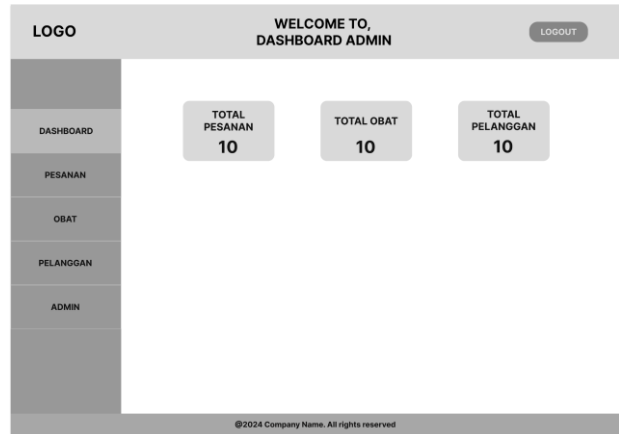 LOGO
WELCOME TO,
DASHBOARD ADMIN
LOGOUT
DASHBOARD
PESANAN
OBAT
PELANGGAN
ADMIN
TOTAL
PESANAN
10
TOTAL OBAT
10
TOTAL
PELANGGAN
10
@2024 Company Name. All rights reserved